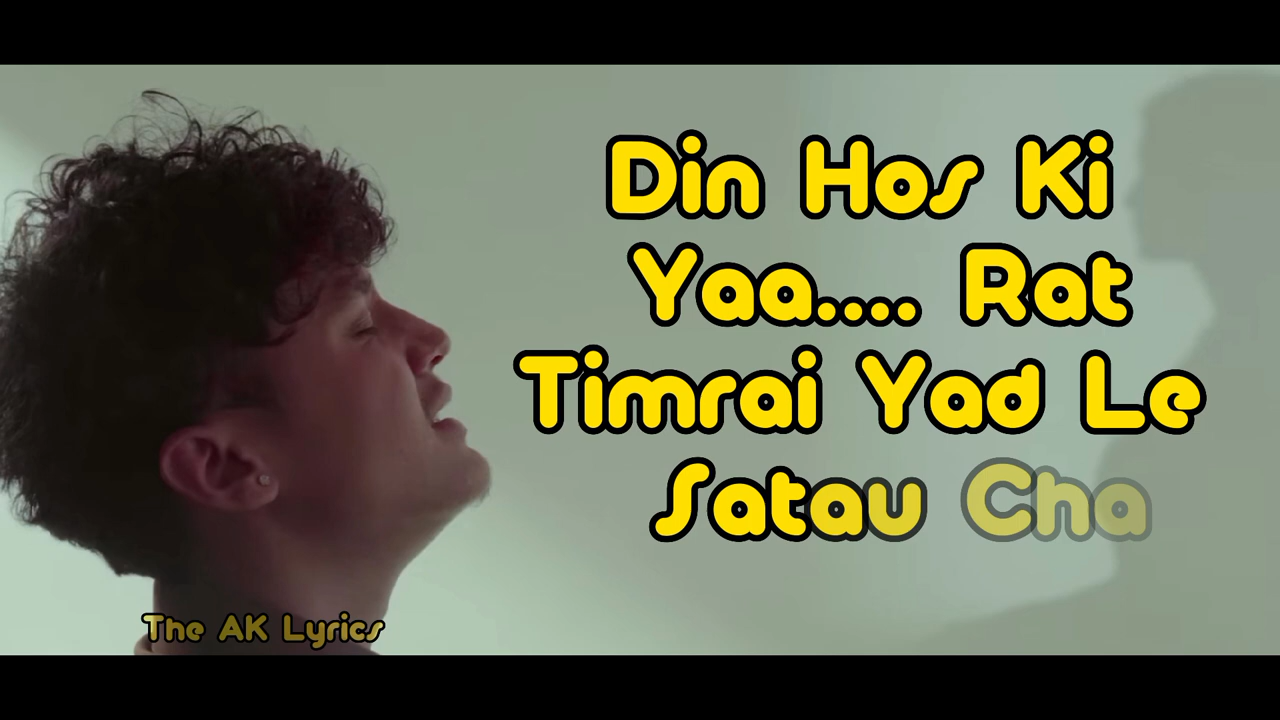 Din Hos Ki
Yaa.... Rat
Timrai Yad Le
Satau Cha
The AK Lyrics